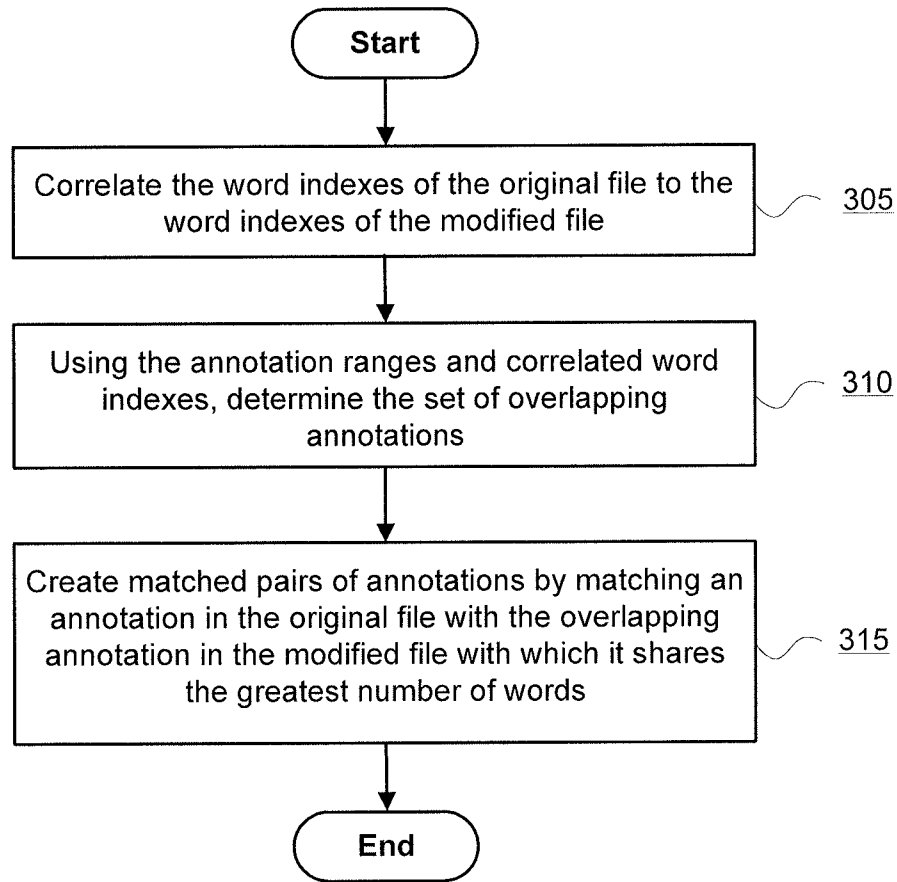 Start
Correlate the word indexes of the original file to the
word indexes of the modified file
305
Using the annotation ranges and correlated word
indexes, determine the set of overlapping
annotations
310
Create matched pairs of annotations by matching an
annotation in the original file with the overlapping
annotation in the modified file with which it shares
the greatest number of words
315
End